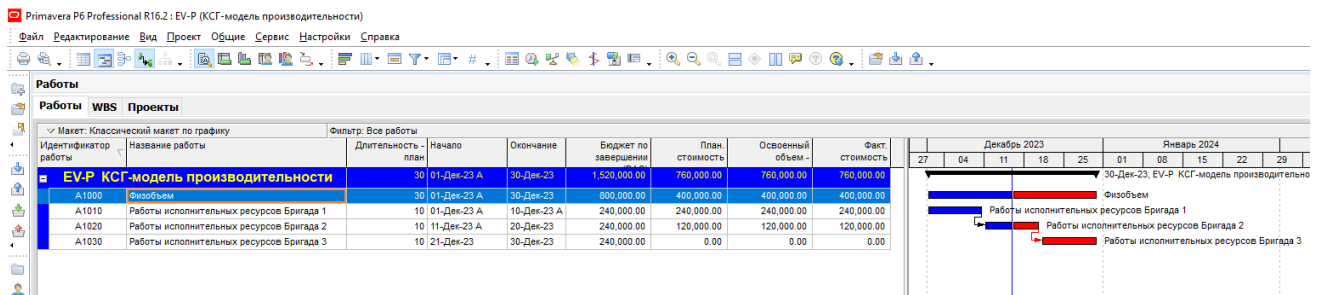 Primavera P6 Professional R16.2 : EV-P (КСГ-модель производительности)
Файл Редактирование Вид Проект Общие Сервис Настройки Справка
Работы
Работы WBS Проекты
Макет: Классический макет по графику Фильтр: Все работы
Идентификатор работы Название работы Длительность - план Начало Окончание Бюджет по завершении План. стоимость Освоенный объем - Факт. стоимость
Декабрь 2023 Январь 2024
27 04 11 18 25 01 08 15 22 29
EV-P КСГ-модель производительности 30 01-Дек-23 A 30-Дек-23 1,520,000.00 760,000.00 760,000.00 760,000.00 30-Дек-23, EV-P КСГ-модель производительно
A1000 Физобъем 30 01-Дек-23 A 30-Дек-23 800,000.00 400,000.00 400,000.00 400,000.00 Физобъем
A1010 Работы исполнительных ресурсов Бригада 1 10 01-Дек-23 A 10-Дек-23 A 240,000.00 240,000.00 240,000.00 240,000.00 Работы исполнительных ресурсов Бригада 1
A1020 Работы исполнительных ресурсов Бригада 2 10 11-Дек-23 A 20-Дек-23 240,000.00 120,000.00 120,000.00 120,000.00 Работы исполнительных ресурсов Бригада 2
A1030 Работы исполнительных ресурсов Бригада 3 10 21-Дек-23 30-Дек-23 240,000.00 0.00 0.00 0.00 Работы исполнительных ресурсов Бригада 3